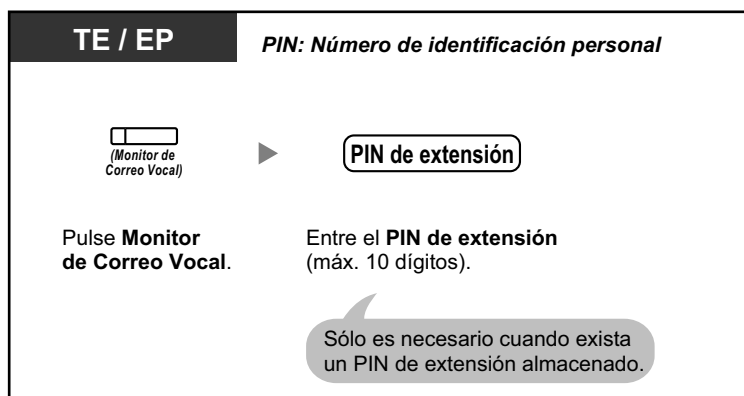 TE / EP
PIN: Número de identificación personal
(Monitor de
Correo Vocal)
PIN de extensión
Pulse Monitor
de Correo Vocal.
Entre el PIN de extensión
(máx. 10 dígitos).
Sólo es necesario cuando exista
un PIN de extensión almacenado.